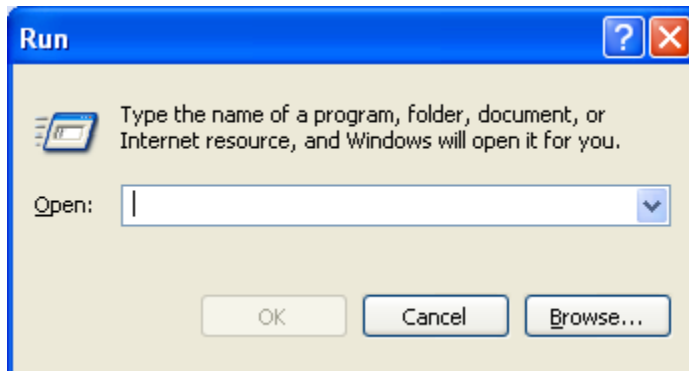 Run
Type the name of a program, folder, document, or
Internet resource, and Windows will open it for you.
Open:
OK
Cancel
Browse...